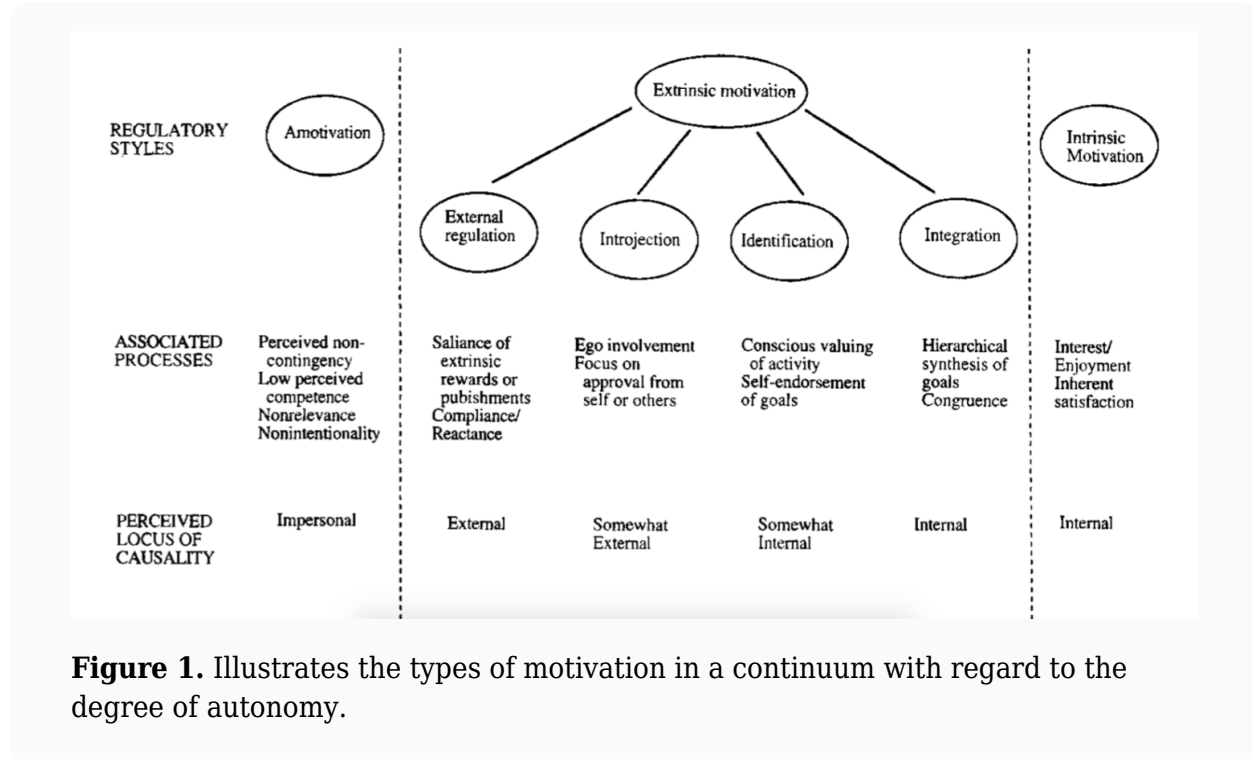 Extrinsic motivation
REGULATORY
STYLES
Amotivation
Intrinsic
Motivation
External
regulation
Introjection
Identification
Integration
ASSOCIATED
PROCESSES
Perceived non-
contingency
Low perceived
competence
Nonrelevance
Nonintentionality
Saliance of
extrinsic
rewards or
pubishments
Compliance/
Reactance
Ego involvement
Focus on
approval from
self or others
Conscious valuing
of activity
Self-endorsement
of goals
Hierarchical
synthesis of
goals
Congruence
Interest/
Enjoyment
Inherent
satisfaction
PERCEIVED
LOCUS OF
CAUSALITY
Impersonal
External
Somewhat
External
Somewhat
Internal
Internal
Internal
Figure 1. Illustrates the types of motivation in a continuum with regard to the
degree of autonomy.